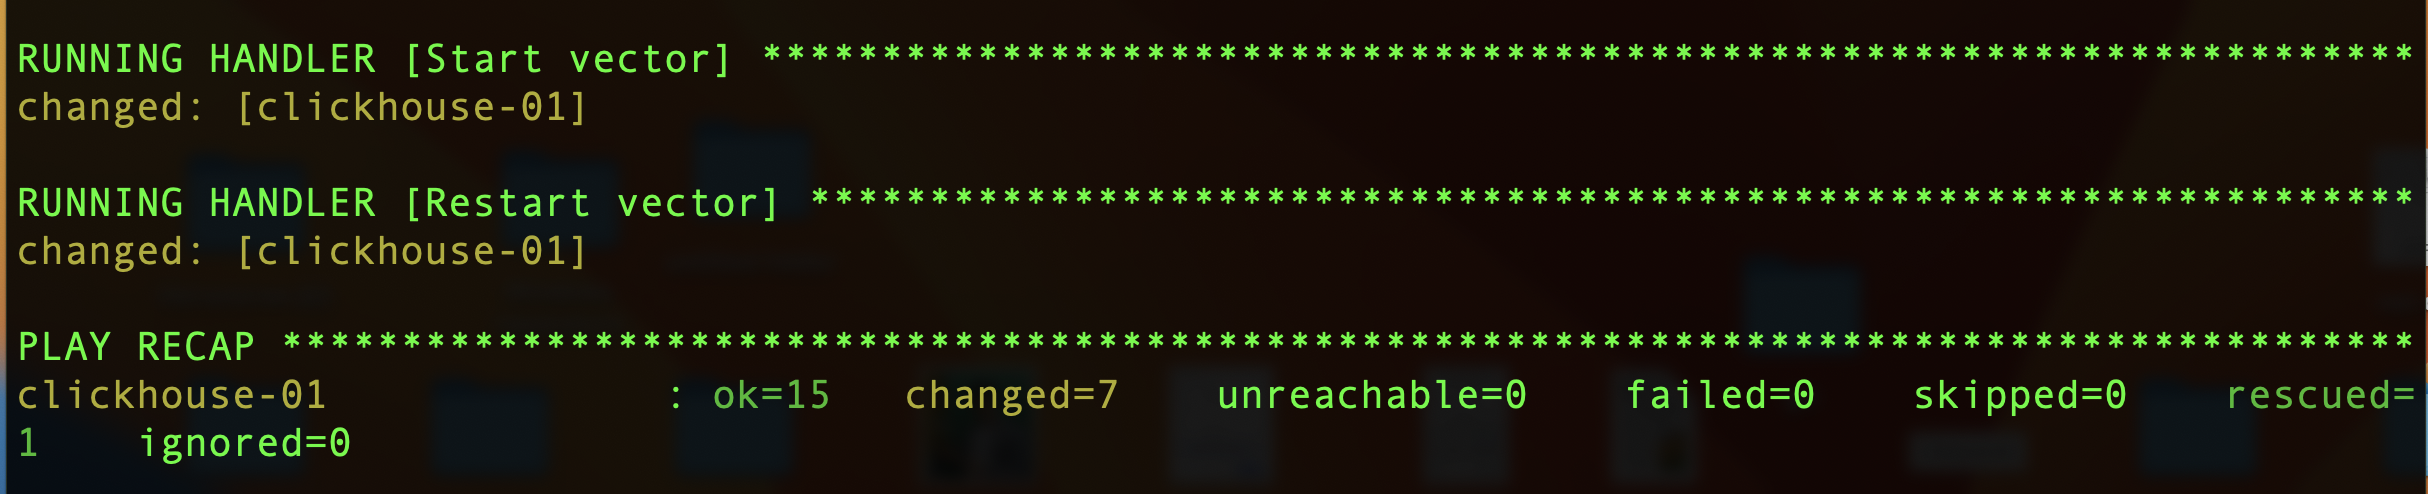 RUNNING HANDLER [Start vector] *********************************************************************
changed: [clickhouse-01]
RUNNING HANDLER [Restart vector] *******************************************************************
changed: [clickhouse-01]
PLAY RECAP *****************************************************************************************
clickhouse-01              : ok=15   changed=7    unreachable=0    failed=0    skipped=0    rescued=
1    ignored=0